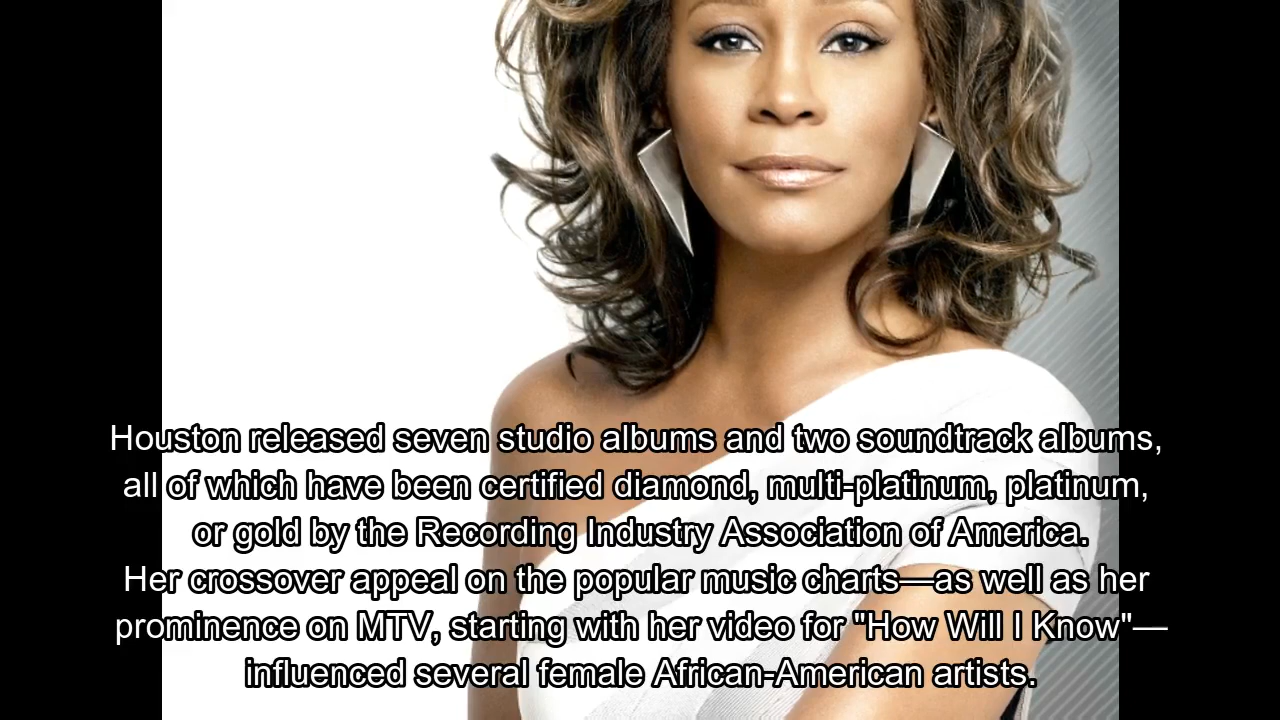 Houston released seven studio albums and two soundtrack albums,
all of which have been certified diamond, multi-platinum, platinum,
or gold by the Recording Industry Association of America.
Her crossover appeal on the popular music charts—as well as her
prominence on MTV, starting with her video for "How Will I Know"—
influenced several female African-American artists.